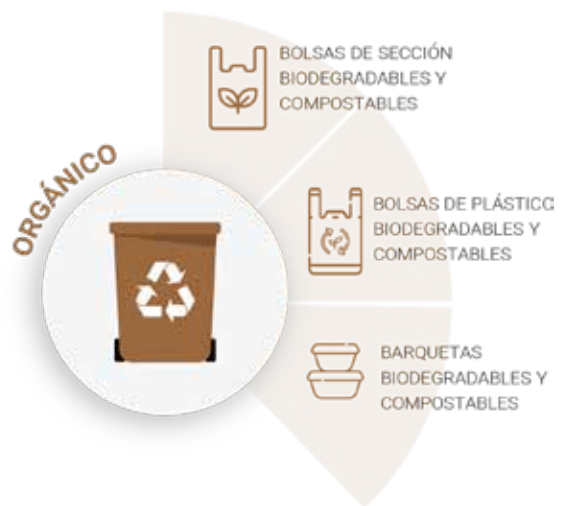 ORGÁNICO
BOLSAS DE SECCIÓN
BIODEGRADABLES Y
COMPOSTABLES
BOLSAS DE PLÁSTICO
BIODEGRADABLES Y
COMPOSTABLES
BARQUETAS
BIODEGRADABLES Y
COMPOSTABLES